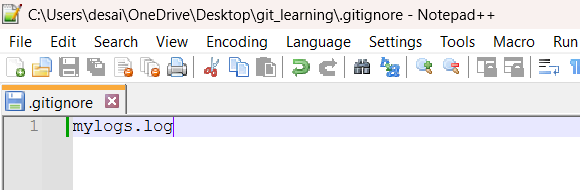 C:\Users\desai\OneDrive\Desktop\git_learning\.gitignore - Notepad++
File Edit Search View Encoding Language Settings Tools Macro Run
.gitignore
1 mylogs.log